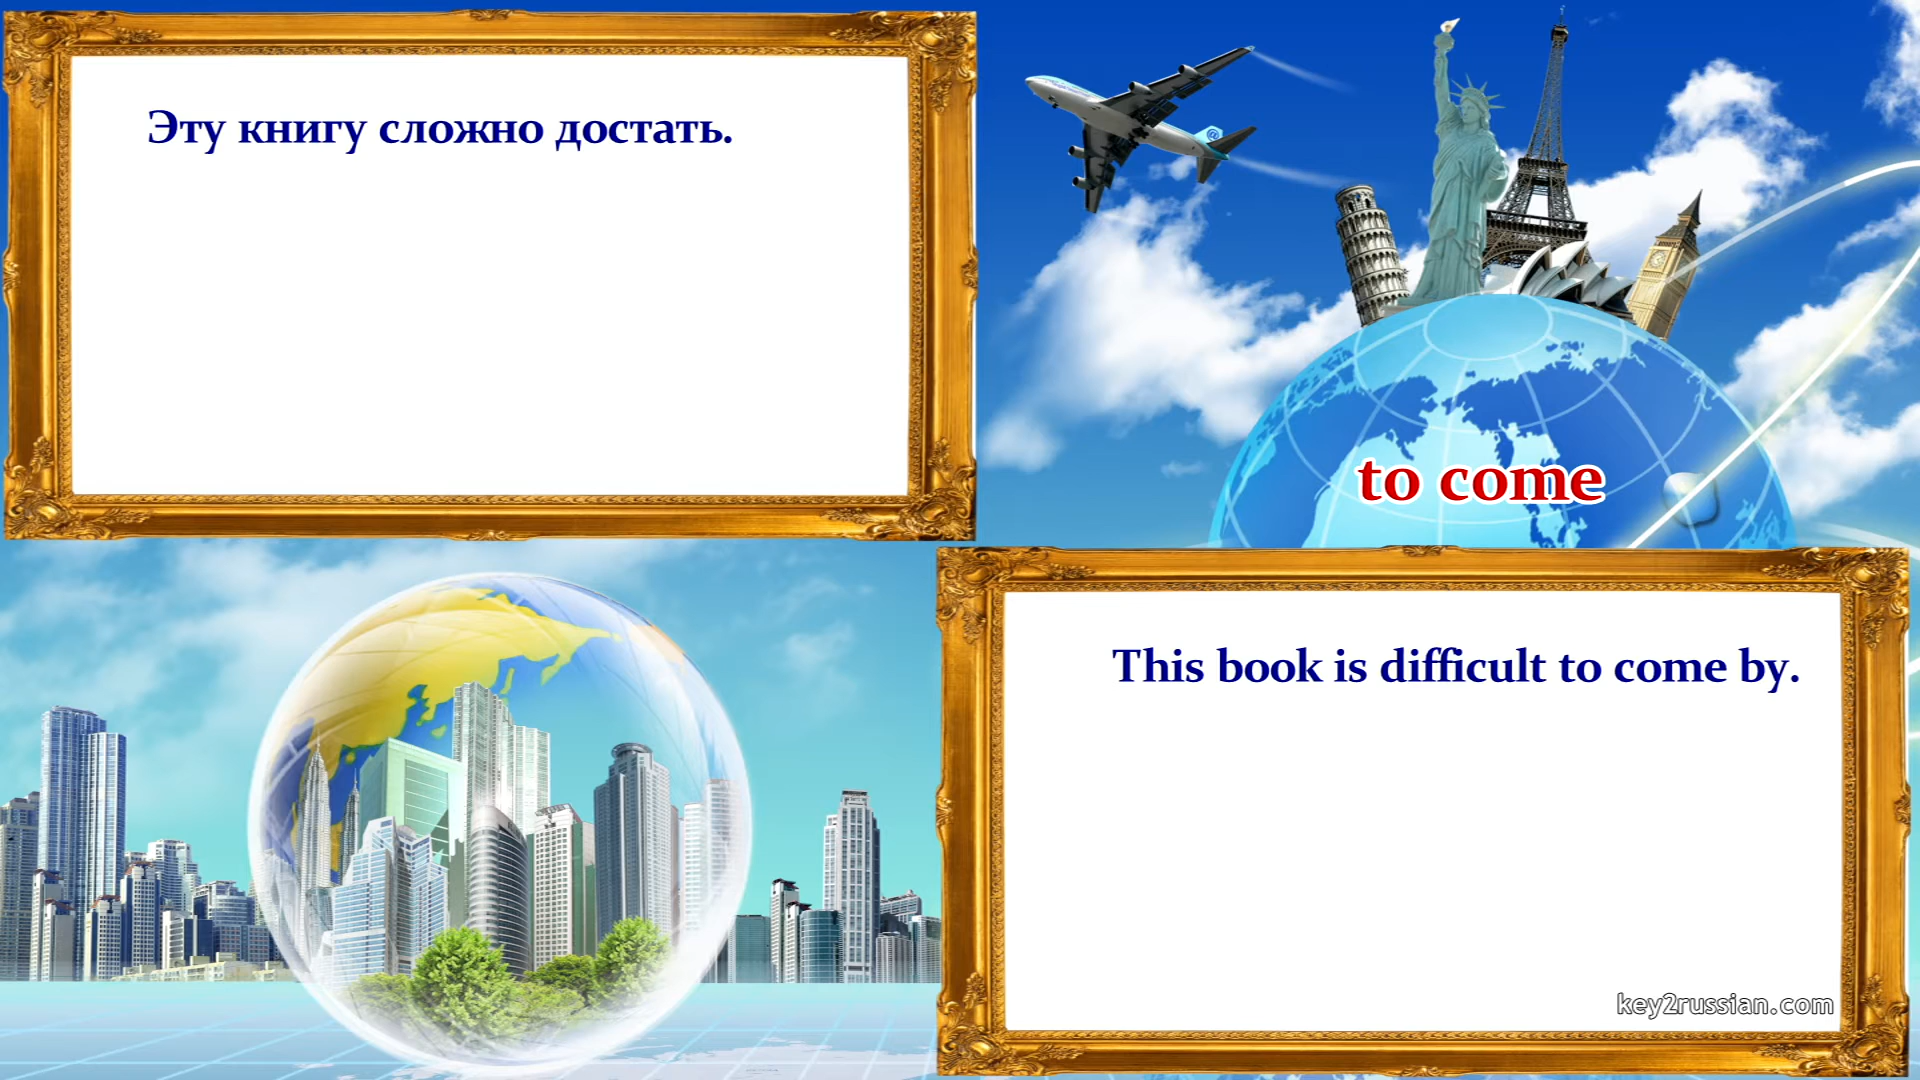 Эту книгу сложно достать.
to come
This book is difficult to come by.
key2russian.com